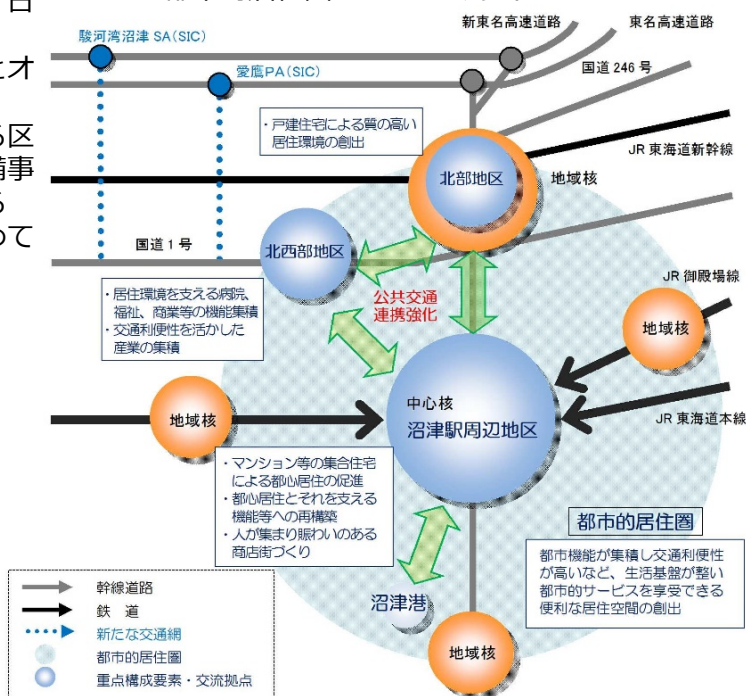 日
新東名高速道路
東名高速道路
駿河湾沼津 SA(SIC)
国道 246 号
とオ
愛鷹PA(SIC)
・戸建住宅による質の高い
居住環境の創出
る区
JR 東海道新幹線
備事
北部地区
地域核
る
めて
国道 1 号
北西部地区
JR 御殿場線
・居住環境を支える病院、
福祉、商業等の機能集積
・交通利便性を活かした
産業の集積
公共交通
連携強化
地域核
中心核
沼津駅周辺地区
地域核
JR 東海道本線
・マンション等の集合住宅
による都心居住の促進
・都心居住とそれを支える
機能等への再構築
・人が集まり賑わいのある
商店街づくり
都市的居住圏
都市機能が集積し交通利便性
が高いなど、生活基盤が整い
都市的サービスを享受できる
便利な居住空間の創出
沼津港
地域核
幹線道路
鉄 道
新たな交通網
都市的居住圏
重点構成要素・交流拠点